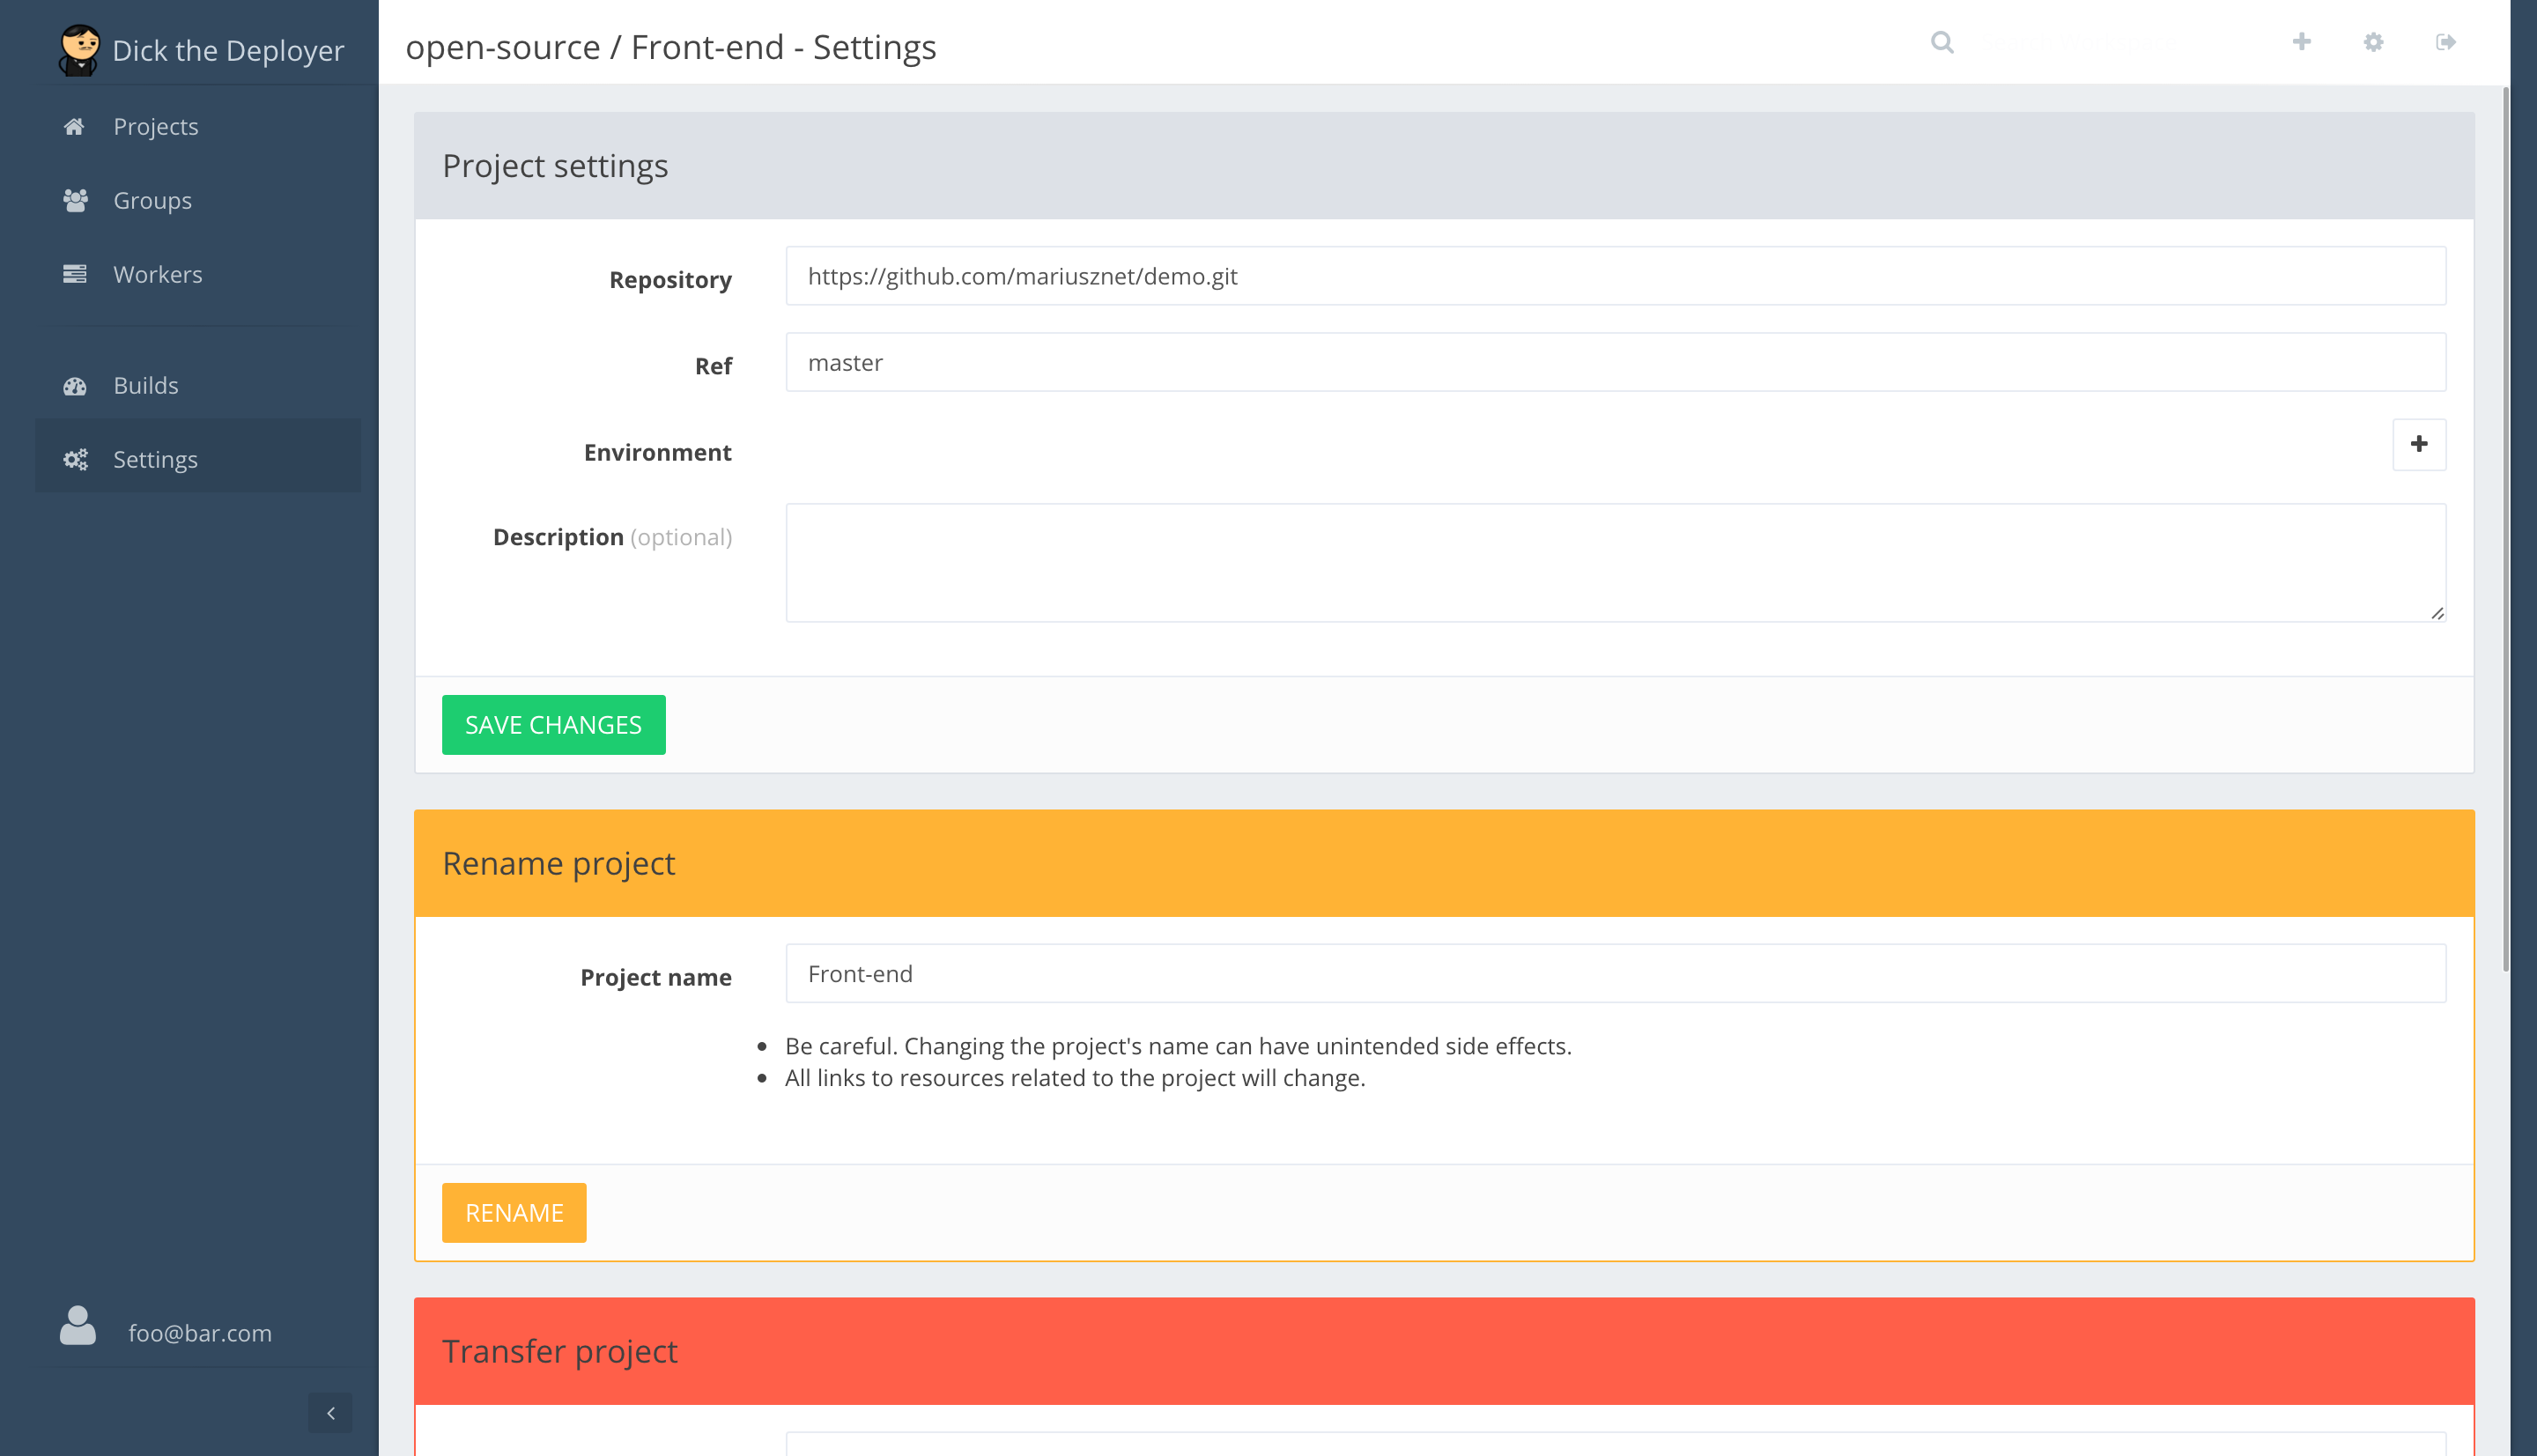 Dick the Deployer
open-source / Front-end - Settings
Projects
Groups
Workers
Builds
Settings
foo@bar.com
Project settings
Repository
https://github.com/mariusznet/demo.git
Ref
master
Environment
Description (optional)
SAVE CHANGES
Rename project
Project name
Front-end
Be careful. Changing the project's name can have unintended side effects.
All links to resources related to the project will change.
RENAME
Transfer project